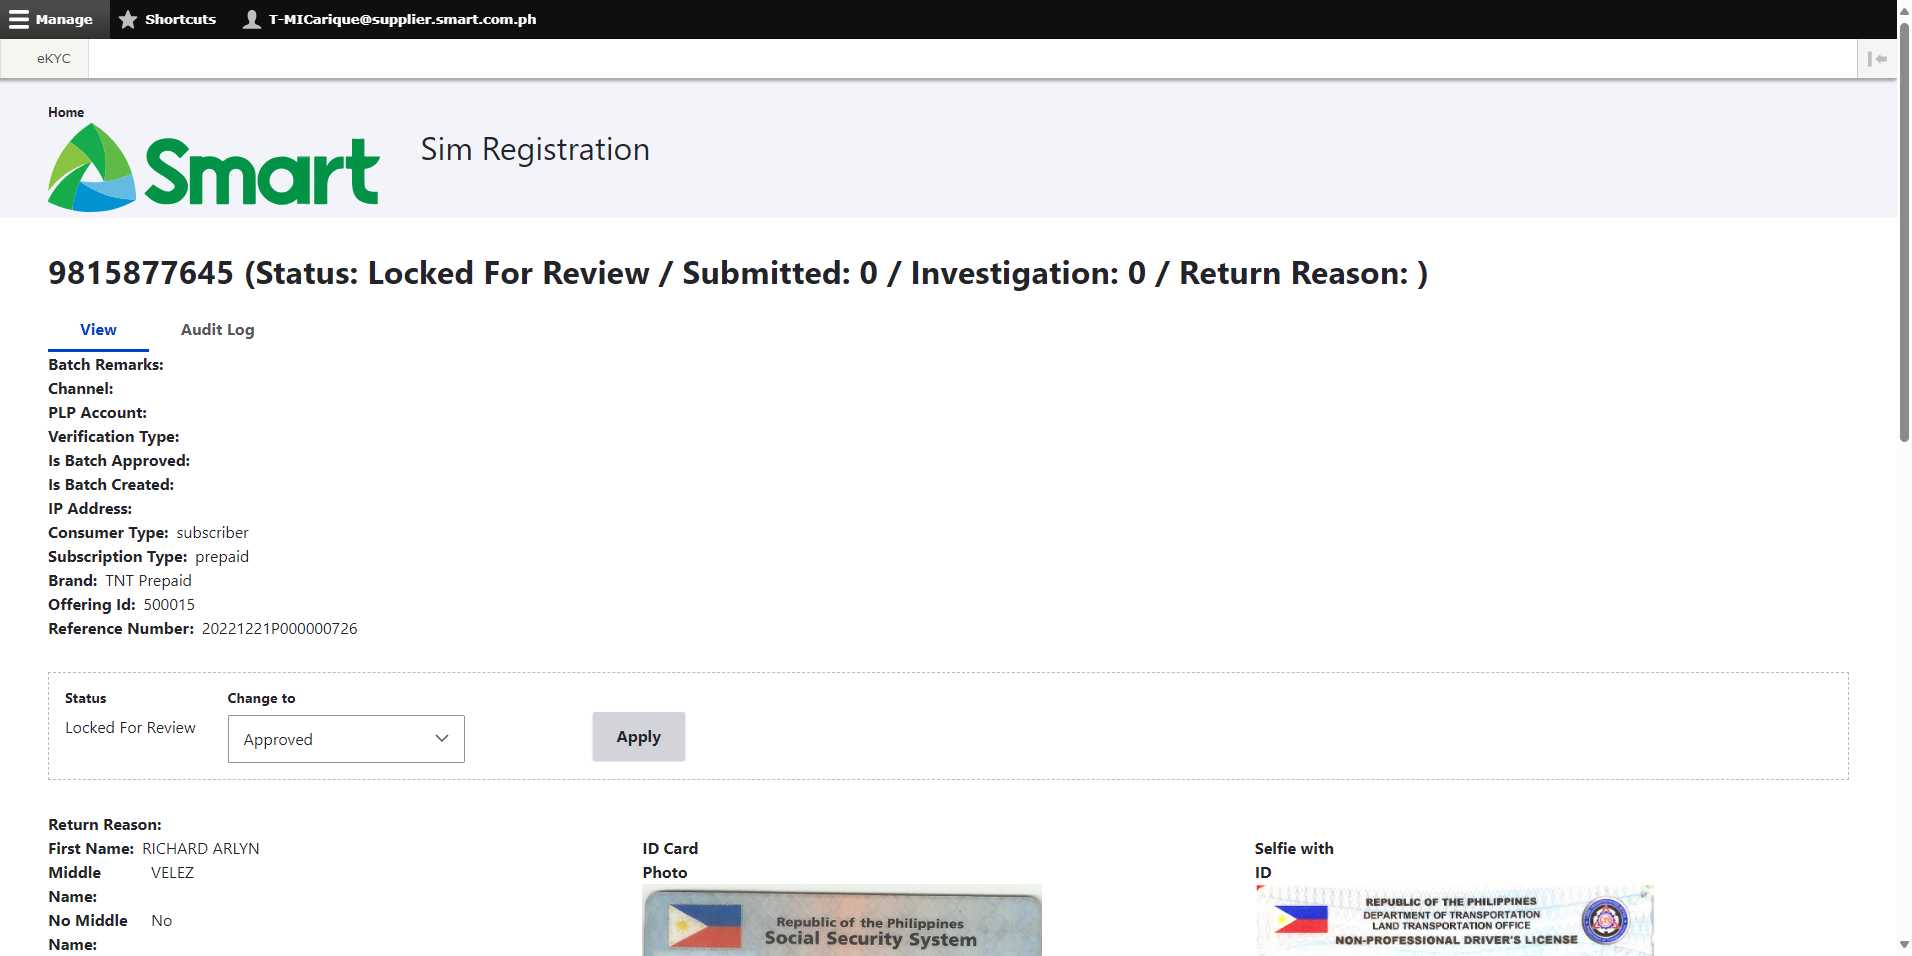 Manage
Shortcuts
T-MICarique@supplier.smart.com.ph
eKYC
Home
Smart
Sim Registration
9815877645 (Status: Locked For Review / Submitted: 0 / Investigation: 0 / Return Reason: )
View
Audit Log
Batch Remarks:
Channel:
PLP Account:
Verification Type:
Is Batch Approved:
Is Batch Created:
IP Address:
Consumer Type: subscriber
Subscription Type: prepaid
Brand: TNT Prepaid
Offering Id: 500015
Reference Number: 20221221P000000726
Status
Locked For Review
Change to
Approved
Apply
Return Reason:
First Name: RICHARD ARLYN
Middle Name: VELEZ
No Middle Name: No
ID Card
Photo
Republic of the Philippines
Social Security System
Selfie with
ID
REPUBLIC OF THE PHILIPPINES
DEPARTMENT OF TRANSPORTATION
LAND TRANSPORTATION OFFICE
NON-PROFESSIONAL DRIVER'S LICENSE